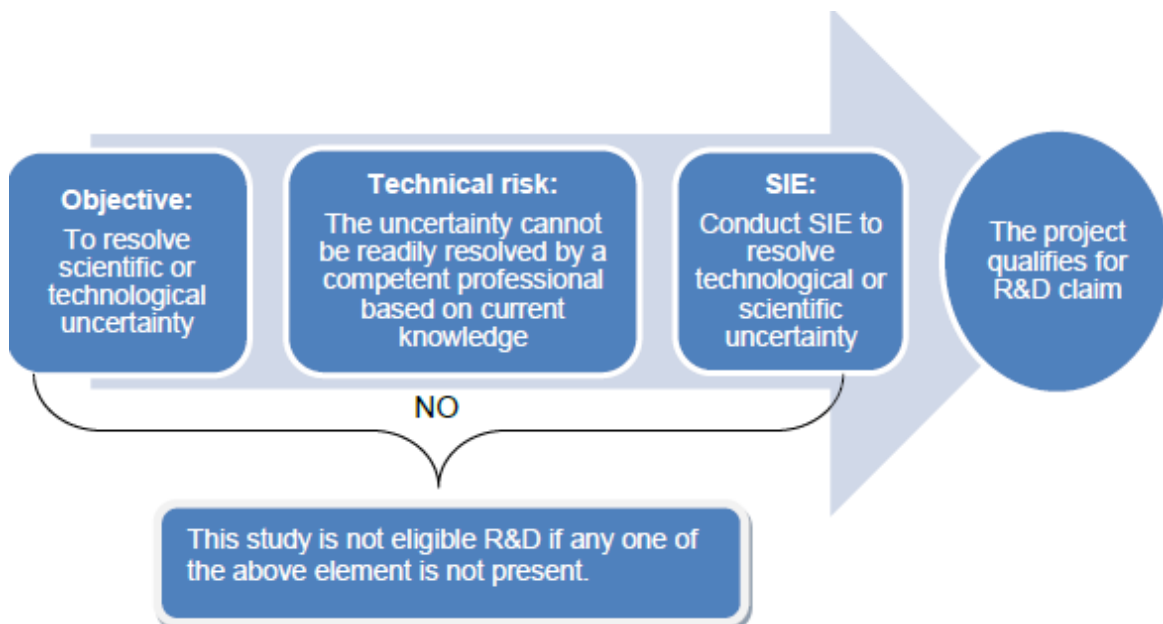 Objective:
To resolve
scientific or
technological
uncertainty
Technical risk:
The uncertainty cannot
be readily resolved by a
competent professional
based on current
knowledge
SIE:
Conduct SIE to
resolve
technological or
scientific
uncertainty
The project
qualifies for
R&D claim
NO
This study is not eligible R&D if any one of
the above element is not present.